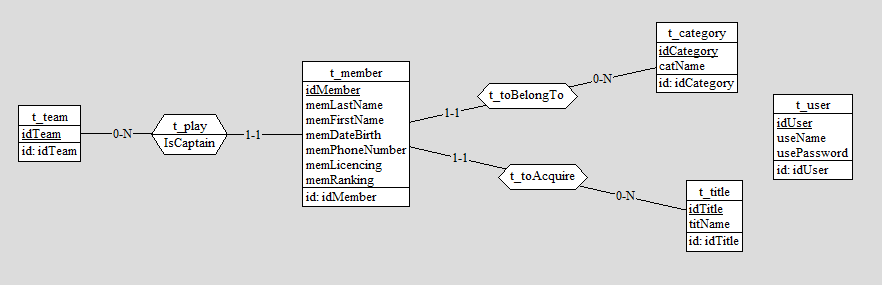 t_team
idTeam
id: idTeam
0-N
t_play
IsCaptain
1-1
t_member
idMember
memLastName
memFirstName
memDateBirth
memPhoneNumber
memLicencing
memRanking
id: idMember
1-1
t_toBelongTo
0-N
t_category
idCategory
catName
id: idCategory
1-1
t_toAcquire
0-N
t_title
idTitle
titName
id: idTitle
t_user
idUser
useName
usePassword
id: idUser